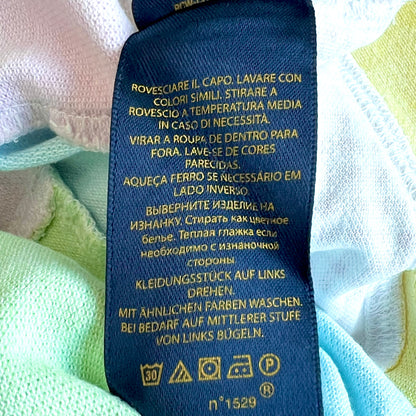 ROVESCIARE IL CAPO. LAVARE CON
COLORI SIMILI. STIRARE A
ROVESCIO A TEMPERATURA MEDIA
IN CASO DI NECESSITÀ.
VIRAR A ROUPA DE DENTRO PARA
FORA. LAVE-SE DE CORES
PARECIDAS.
AQUEÇA FERRO SE NECESSÁRIO EM
LADO INVERSO.
ВЫВЕРНИТЕ ИЗДЕЛИЕ НА
ИЗНАНКУ. Стирать как цветное
белье. Теплая глажка если
необходимо с изнаночной
стороны.
KLEIDUNGSSTÜCK AUF LINKS
DREHEN.
MIT ÄHNLICHEN FARBEN WASCHEN.
BEI BEDARF AUF MITTLERER STUFE
VON LINKS BÜGELN.
30 P
n°1529 ®